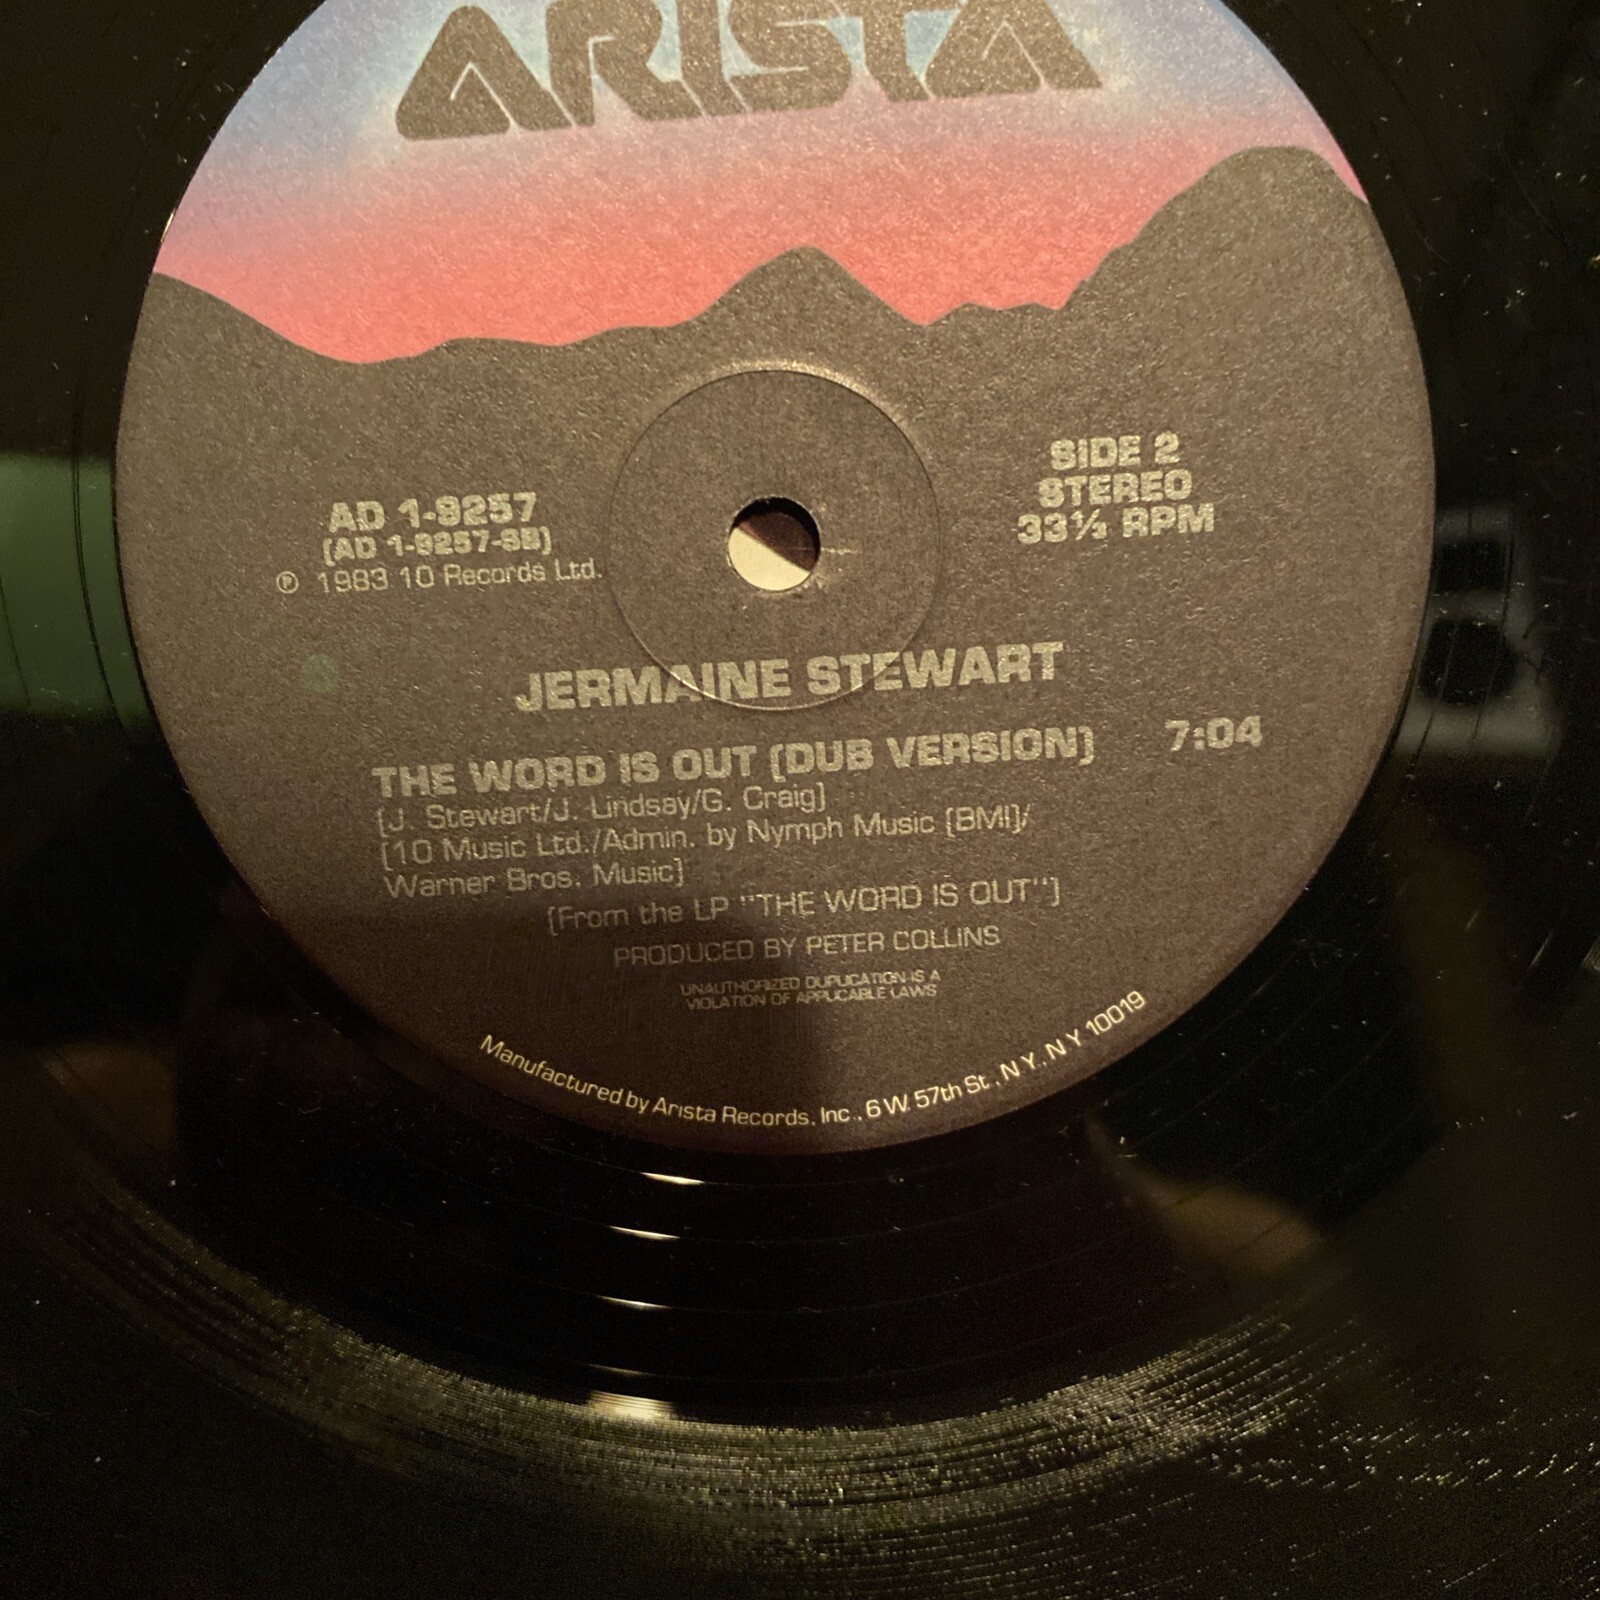 ARISTA
AD 1-9257
(AD 1-9257-SB)
℗ 1983 10 Records Ltd.
SIDE 2
STEREO
33⅓ RPM
JERMAINE STEWART
THE WORD IS OUT (DUB VERSION) 7:04
[J. Stewart/J. Lindsay/G. Craig]
[10 Music Ltd./Admin. by Nymph Music [BMI]/
Warner Bros. Music]
[From the LP "THE WORD IS OUT"]
PRODUCED BY PETER COLLINS
UNAUTHORIZED DUPLICATION IS A
VIOLATION OF APPLICABLE LAWS
Manufactured by Arista Records, Inc., 6 W. 57th St., N.Y., N.Y. 10019